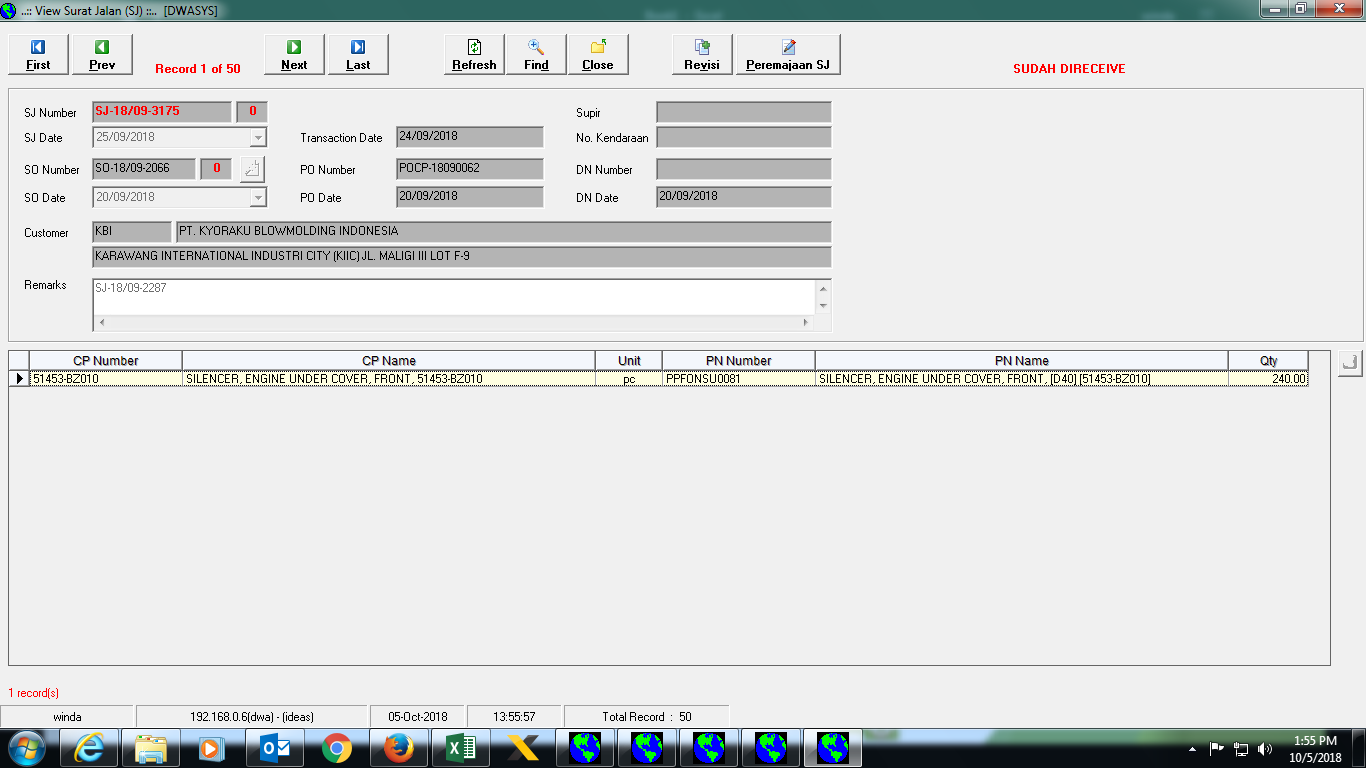 ..:: View Surat Jalan (SJ) ::.. [DWASYS]
First Prev Record 1 of 50 Next Last Refresh Find Close Revisi Peremajaan SJ SUDAH DIRECEIVE
SJ Number SJ-18/09-3175 0 Supir
SJ Date 25/09/2018 Transaction Date 24/09/2018 No. Kendaraan
SO Number SO-18/09-2066 0 PO Number POCP-18090062 DN Number
SO Date 20/09/2018 PO Date 20/09/2018 DN Date 20/09/2018
Customer KBI PT. KYORAKU BLOWMOLDING INDONESIA
KARAWANG INTERNATIONAL INDUSTRI CITY (KIIC) JL. MALIGI III LOT F-9
Remarks SJ-18/09-2287
CP Number CP Name Unit PN Number PN Name Qty
51453-BZ010 SILENCER, ENGINE UNDER COVER, FRONT, 51453-BZ010 pc PPFONSU0081 SILENCER, ENGINE UNDER COVER, FRONT, [D40] [51453-BZ010] 240.00
1 record(s)
winda 192.168.0.6(dwa) - (ideas) 05-Oct-2018 13:55:57 Total Record : 50
1:55 PM
10/5/2018